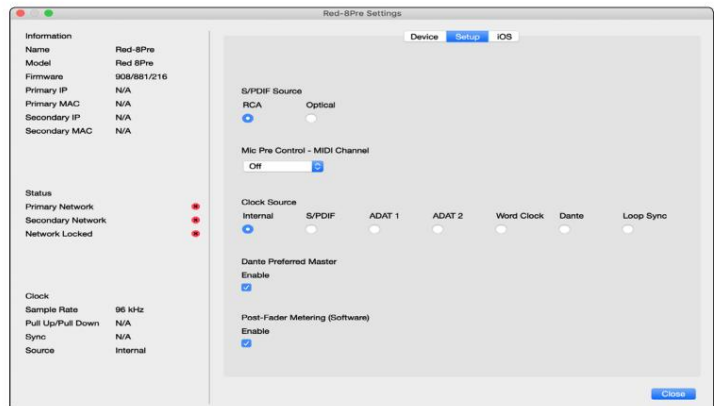 Red-8Pre Settings
Information
Name Red-8Pre
Model Red 8Pre
Firmware 908/881/216
Primary IP N/A
Primary MAC N/A
Secondary IP N/A
Secondary MAC N/A
Status
Primary Network
Secondary Network
Network Locked
Clock
Sample Rate 96 kHz
Pull Up/Pull Down N/A
Sync N/A
Source Internal
Device Setup iOS
S/PDIF Source
RCA Optical
Mic Pre Control - MIDI Channel
Off
Clock Source
Internal S/PDIF ADAT 1 ADAT 2 Word Clock Dante Loop Sync
Dante Preferred Master
Enable
Post-Fader Metering (Software)
Enable
Close